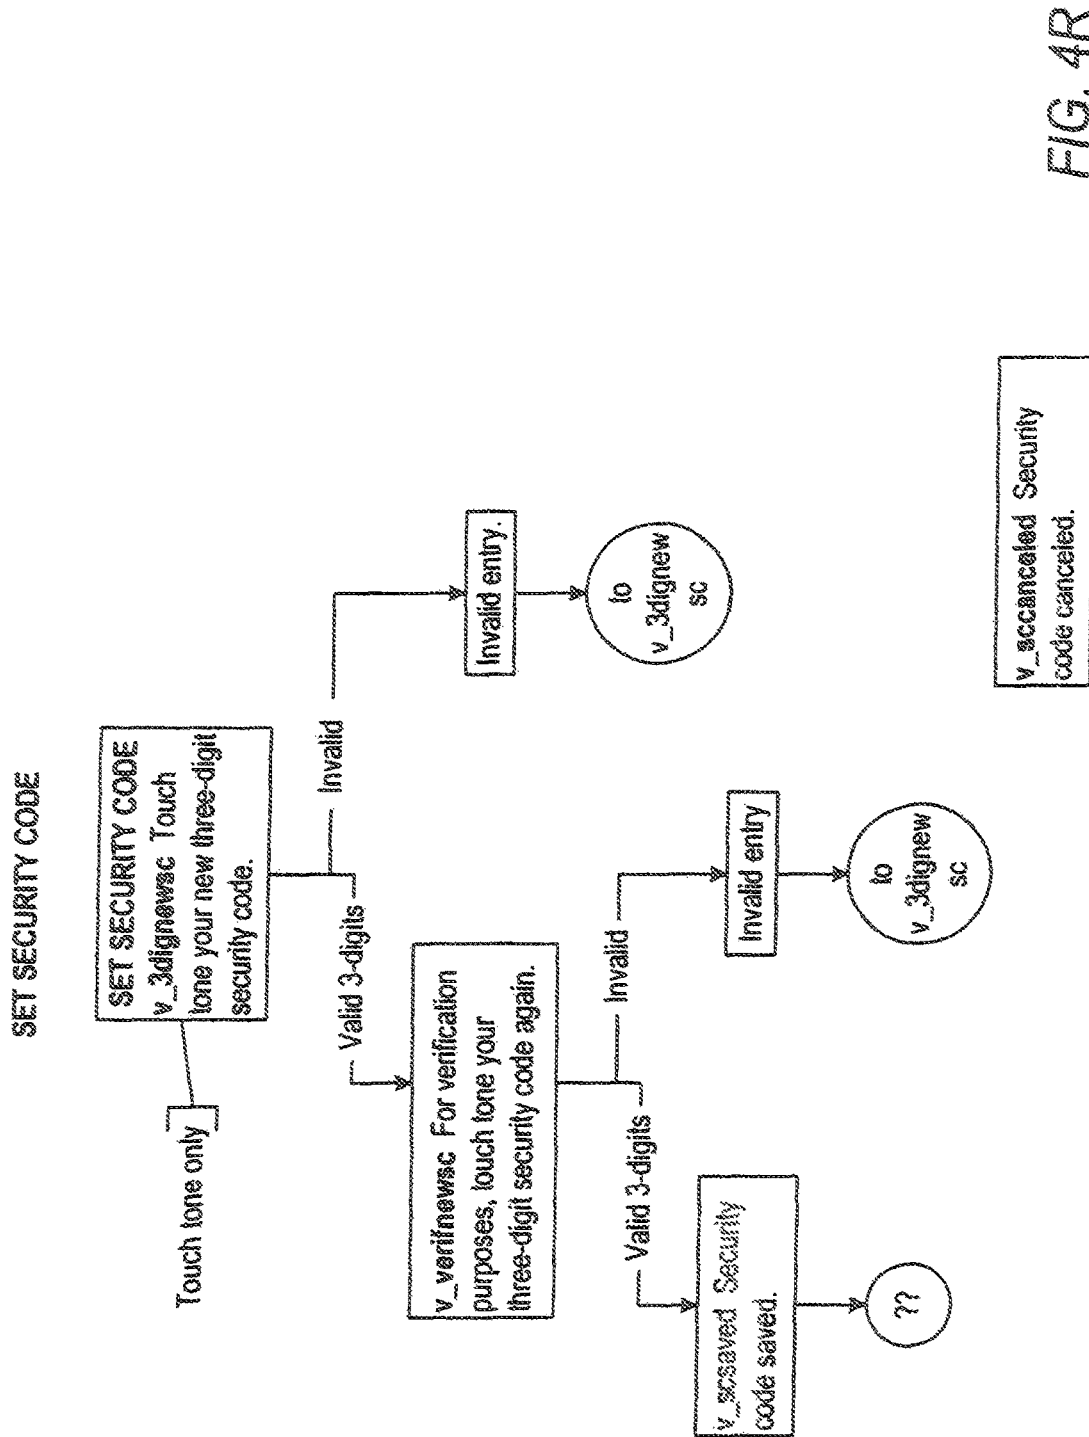 SET SECURITY CODE
Touch tone only
SET SECURITY CODE
v_3dignewsc Touch
tone your new three-digit
security code.
Valid 3-digits
Invalid
v_verifnewsc For verification
purposes, touch tone your
three-digit security code again.
Invalid entry.
to
v_3dignew
sc
Valid 3-digits
Invalid
v_scsaved Security
code saved.
Invalid entry
to
v_3dignew
sc
??
v_sccanceled Security
code canceled.
FIG. 4R